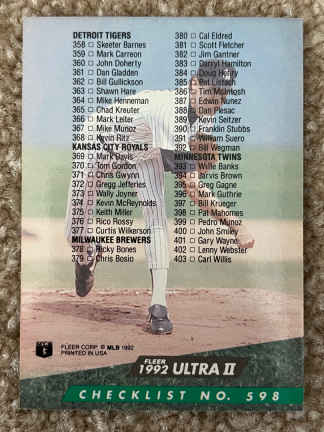 DETROIT TIGERS
358 □ Skeeter Barnes
359 □ Mark Carreon
360 □ John Doherty
361 □ Dan Gladden
362 □ Bill Gullickson
363 □ Shawn Hare
364 □ Mike Henneman
365 □ Chad Kreuter
366 □ Mark Leiter
367 □ Mike Munoz
368 □ Kevin Ritz
KANSAS CITY ROYALS
369 □ Mark Davis
370 □ Tom Gordon
371 □ Chris Gwynn
372 □ Gregg Jefferies
373 □ Wally Joyner
374 □ Kevin McReynolds
375 □ Keith Miller
376 □ Rico Rossy
377 □ Curtis Wilkerson
MILWAUKEE BREWERS
378 □ Ricky Bones
379 □ Chris Bosio
380 □ Cal Eldred
381 □ Scott Fletcher
382 □ Jim Gantner
383 □ Darryl Hamilton
384 □ Doug Henry
385 □ Pat Listach
386 □ Tim McIntosh
387 □ Edwin Nunez
388 □ Dan Plesac
389 □ Kevin Seitzer
390 □ Franklin Stubbs
391 □ William Suero
392 □ Bill Wegman
MINNESOTA TWINS
393 □ Willie Banks
394 □ Jarvis Brown
395 □ Greg Gagne
396 □ Mark Guthrie
397 □ Bill Krueger
398 □ Pat Mahomes
399 □ Pedro Munoz
400 □ John Smiley
401 □ Gary Wayne
402 □ Lenny Webster
403 □ Carl Willis
FLEER CORP. © MLB 1992
PRINTED IN USA
FLEER
1992 ULTRA II
CHECKLIST NO. 598